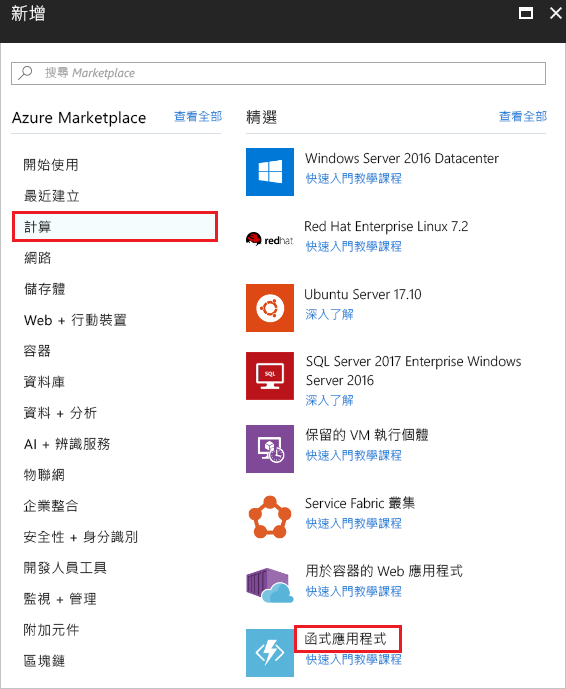 新增
搜尋 Marketplace
Azure Marketplace
查看全部
開始使用
最近建立
計算
網路
儲存體
Web + 行動裝置
容器
資料庫
資料 + 分析
AI + 辨識服務
物聯網
企業整合
安全性 + 身分識別
開發人員工具
監視 + 管理
附加元件
區塊鏈
精選
查看全部
Windows Server 2016 Datacenter
快速入門教學課程
redhat
Red Hat Enterprise Linux 7.2
快速入門教學課程
Ubuntu Server 17.10
深入了解
SQL
SQL Server 2017 Enterprise Windows
Server 2016
深入了解
保留的 VM 執行個體
快速入門教學課程
Service Fabric 叢集
快速入門教學課程
用於容器的 Web 應用程式
快速入門教學課程
函式應用程式
快速入門教學課程